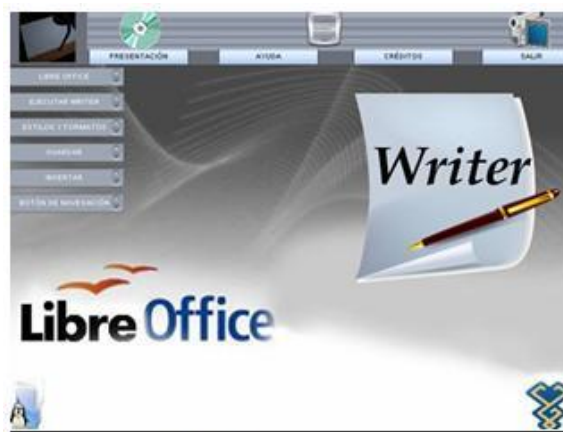 PRESENTACIÓN
AYUDA
CRÉDITOS
SALIR
LIBRE OFFICE
EJECUTAR WRITER
ESTILOS Y FORMATOS
GUARDAR
INSERTAR
BOTÓN DE NAVEGACIÓN
Writer
Libre Office